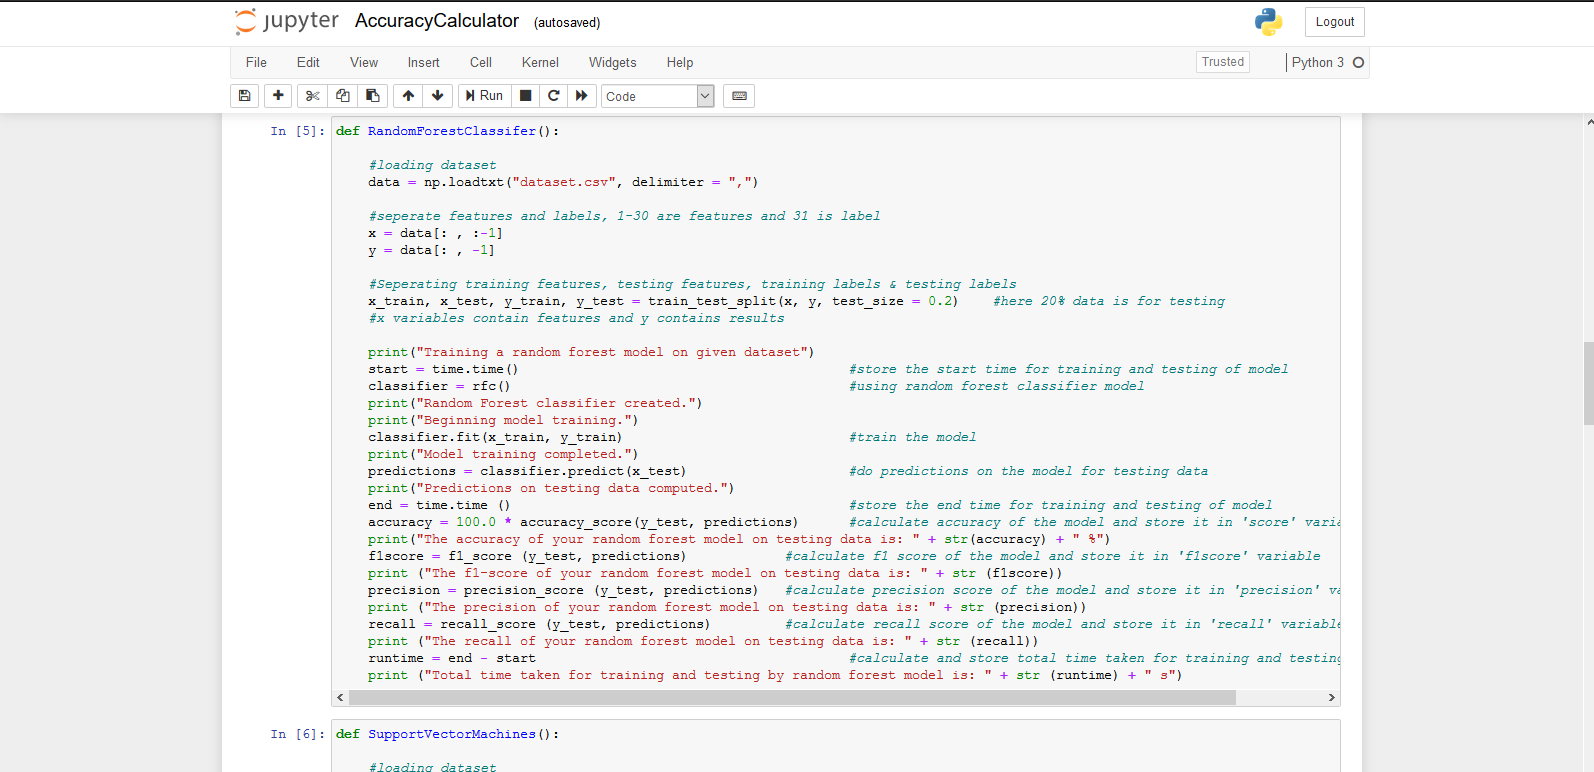 jupyter AccuracyCalculator (autosaved) Logout
File Edit View Insert Cell Kernel Widgets Help Trusted Python 3
Run Code
In [5]: def RandomForestClassifer():
#loading dataset
data = np.loadtxt("dataset.csv", delimiter = ",")
#seperate features and labels, 1-30 are features and 31 is label
x = data[: , :-1]
y = data[: , -1]
#Seperating training features, testing features, training labels & testing labels
x_train, x_test, y_train, y_test = train_test_split(x, y, test_size = 0.2) #here 20% data is for testing
#x variables contain features and y contains results
print("Training a random forest model on given dataset")
start = time.time() #store the start time for training and testing of model
classifier = rfc() #using random forest classifier model
print("Random Forest classifier created.")
print("Beginning model training.")
classifier.fit(x_train, y_train) #train the model
print("Model training completed.")
predictions = classifier.predict(x_test) #do predictions on the model for testing data
print("Predictions on testing data computed.")
end = time.time () #store the end time for training and testing of model
accuracy = 100.0 * accuracy_score(y_test, predictions) #calculate accuracy of the model and store it in 'score'
print("The accuracy of your random forest model on testing data is: " + str(accuracy) + " %")
f1score = f1_score (y_test, predictions) #calculate f1 score of the model and store it in 'f1score' variable
print ("The f1-score of your random forest model on testing data is: " + str (f1score))
precision = precision_score (y_test, predictions) #calculate precision score of the model and store it in 'precision'
print ("The precision of your random forest model on testing data is: " + str (precision))
recall = recall_score (y_test, predictions) #calculate recall score of the model and store it in 'recall' variable
print ("The recall of your random forest model on testing data is: " + str (recall))
runtime = end - start #calculate and store total time taken for training and testing
print ("Total time taken for training and testing by random forest model is: " + str (runtime) + " s")
In [6]: def SupportVectorMachines():
#loading dataset